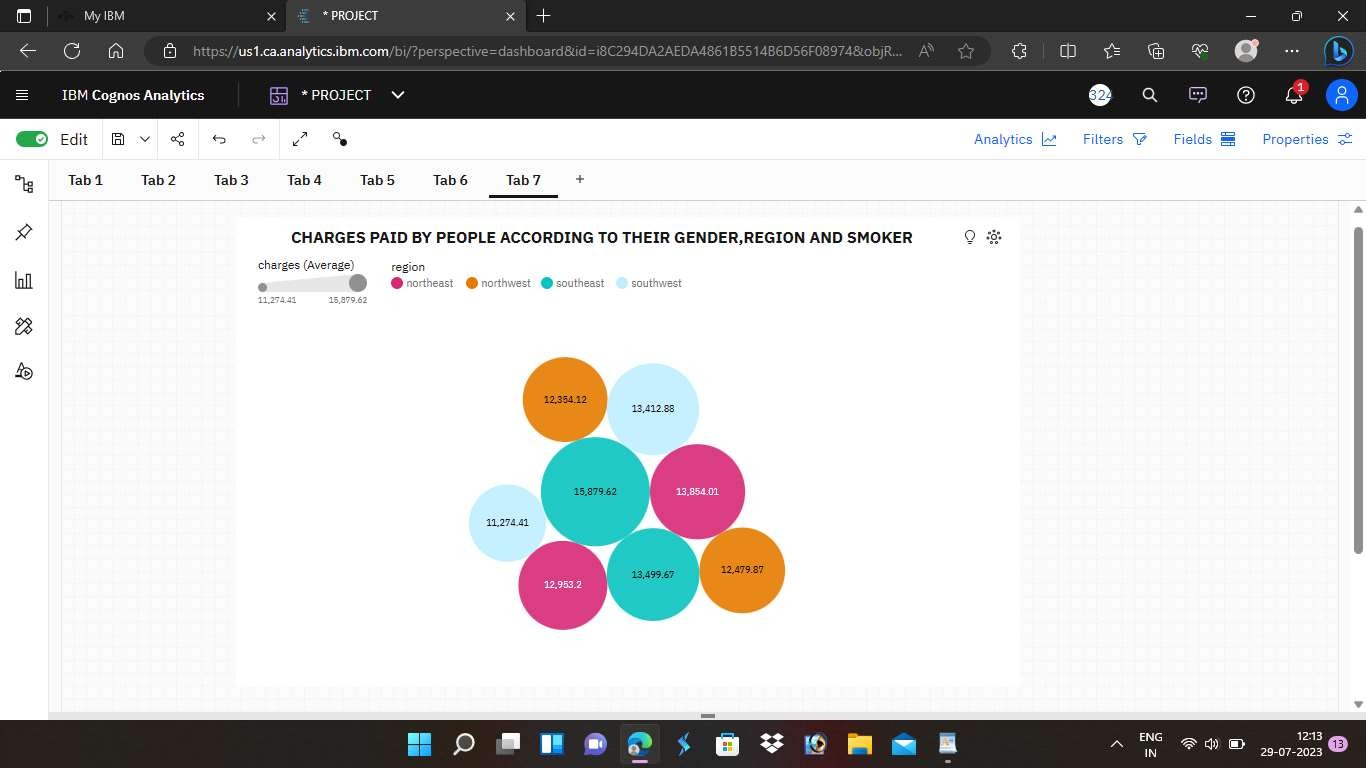 My IBM
* PROJECT
https://us1.ca.analytics.ibm.com/bi/?perspective=dashboard&id=i8C294DA2AEDA4861B5514B6D56F08974&objR...
IBM Cognos Analytics
* PROJECT
324
1
Edit
Analytics
Filters
Fields
Properties
Tab 1
Tab 2
Tab 3
Tab 4
Tab 5
Tab 6
Tab 7
CHARGES PAID BY PEOPLE ACCORDING TO THEIR GENDER,REGION AND SMOKER
charges (Average)
11,274.41
15,879.62
region
northeast
northwest
southeast
southwest
12,354.12
13,412.88
15,879.62
13,854.01
11,274.41
12,953.2
13,499.67
12,479.87
ENG
IN
12:13
29-07-2023
13